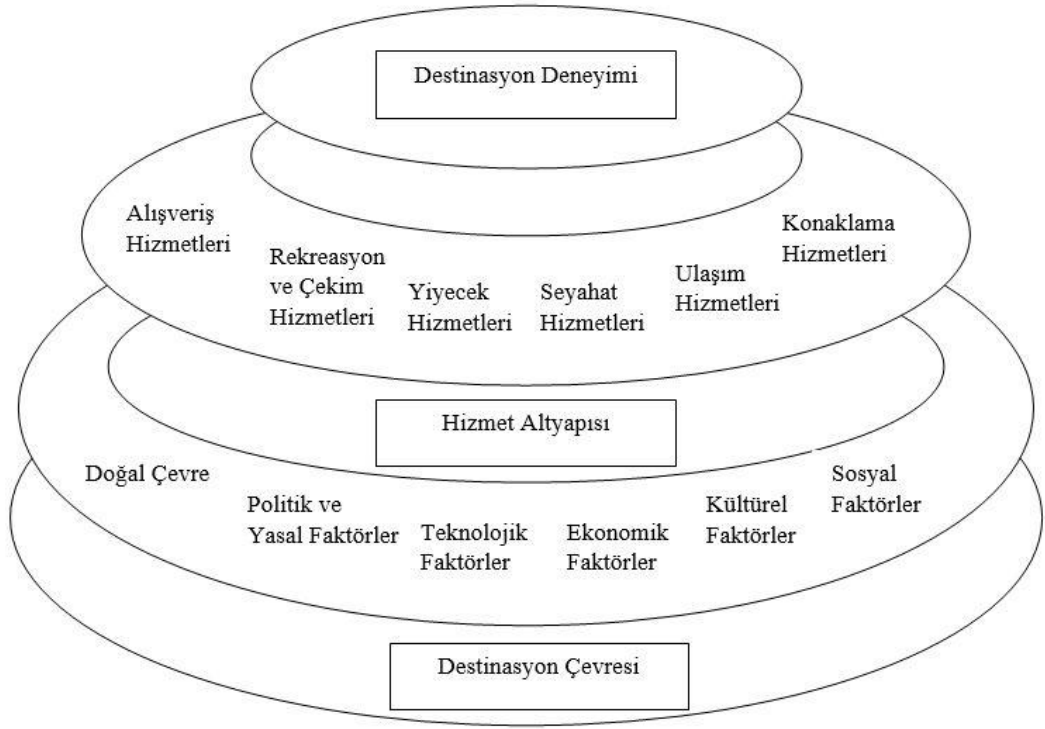 Destinasyon Deneyimi
Alışveriş
Hizmetleri
Rekreasyon
ve Çekim
Hizmetleri
Yiyecek
Hizmetleri
Seyahat
Hizmetleri
Ulaşım
Hizmetleri
Konaklama
Hizmetleri
Hizmet Altyapısı
Doğal Çevre
Politik ve
Yasal Faktörler
Teknolojik
Faktörler
Ekonomik
Faktörler
Kültürel
Faktörler
Sosyal
Faktörler
Destinasyon Çevresi